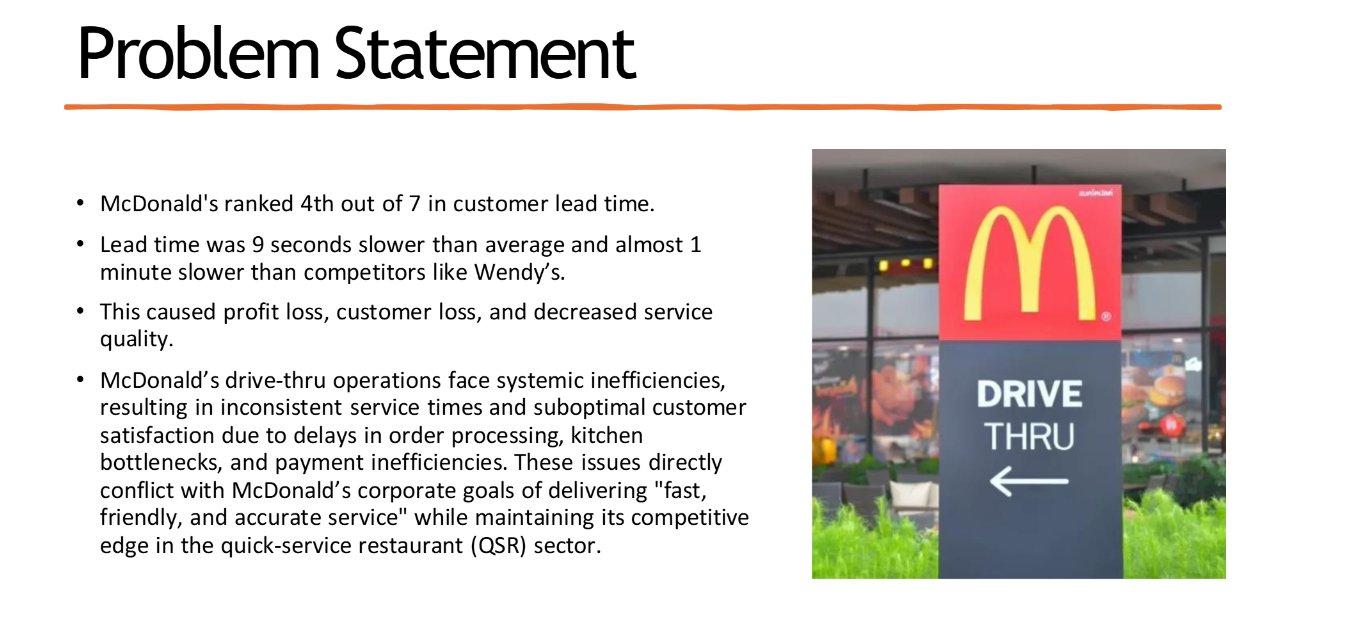 Problem Statement
• McDonald's ranked 4th out of 7 in customer lead time.
• Lead time was 9 seconds slower than average and almost 1
minute slower than competitors like Wendy’s.
• This caused profit loss, customer loss, and decreased service
quality.
• McDonald’s drive-thru operations face systemic inefficiencies,
resulting in inconsistent service times and suboptimal customer
satisfaction due to delays in order processing, kitchen
bottlenecks, and payment inefficiencies. These issues directly
conflict with McDonald’s corporate goals of delivering "fast,
friendly, and accurate service" while maintaining its competitive
edge in the quick-service restaurant (QSR) sector.
®
DRIVE
THRU